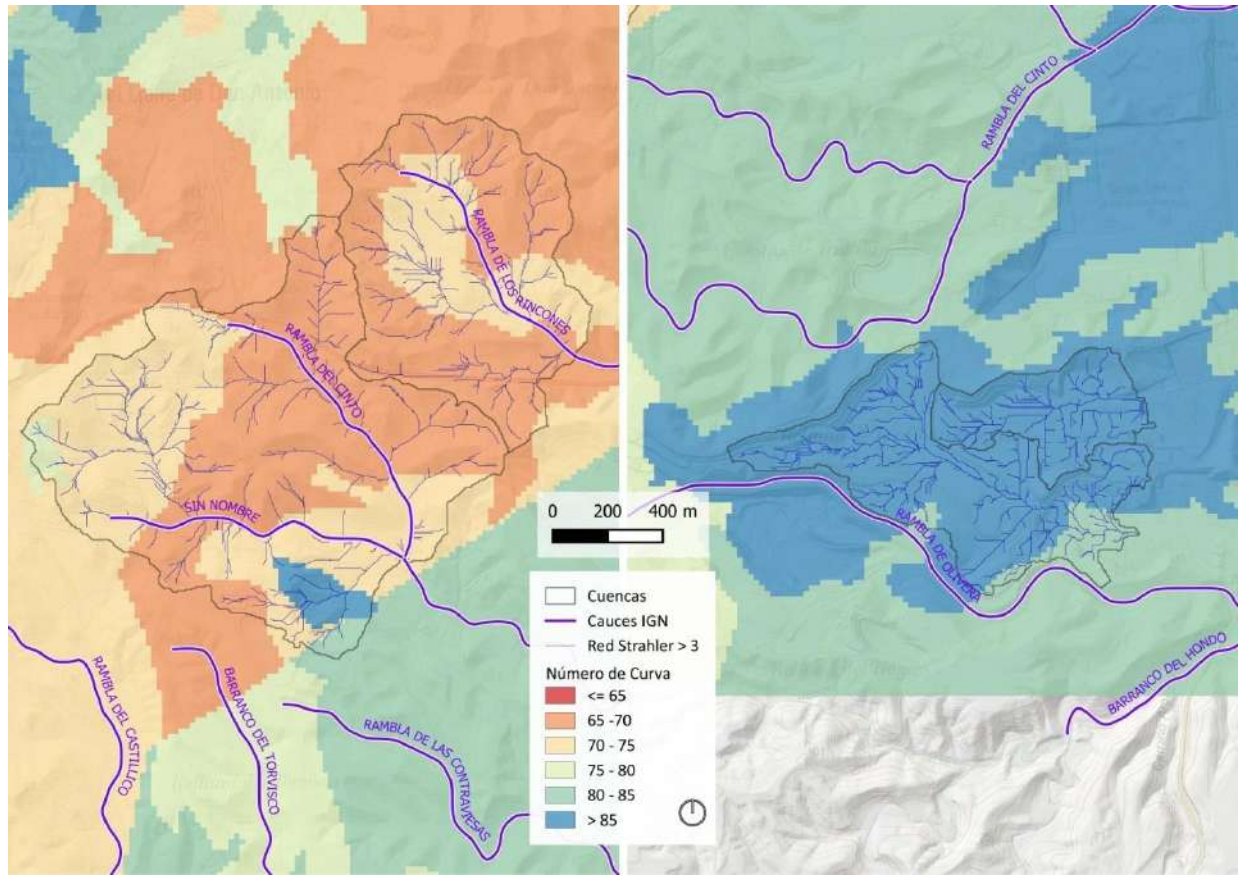 RAMBLA DE LOS RINCONES
RAMBLA DEL CINTO
SIN NOMBRE
RAMBLA DEL CASTILLICO
BARRANCO DEL TORVISCO
RAMBLA DE LAS CONTRAVIESAS
RAMBLA DEL CINTO
RAMBLA DE OLIVERA
BARRANCO DEL HONDO
0 200 400 m
Cuencas
Cauces IGN
Red Strahler > 3
Número de Curva
<= 65
65 -70
70 - 75
75 - 80
80 - 85
> 85